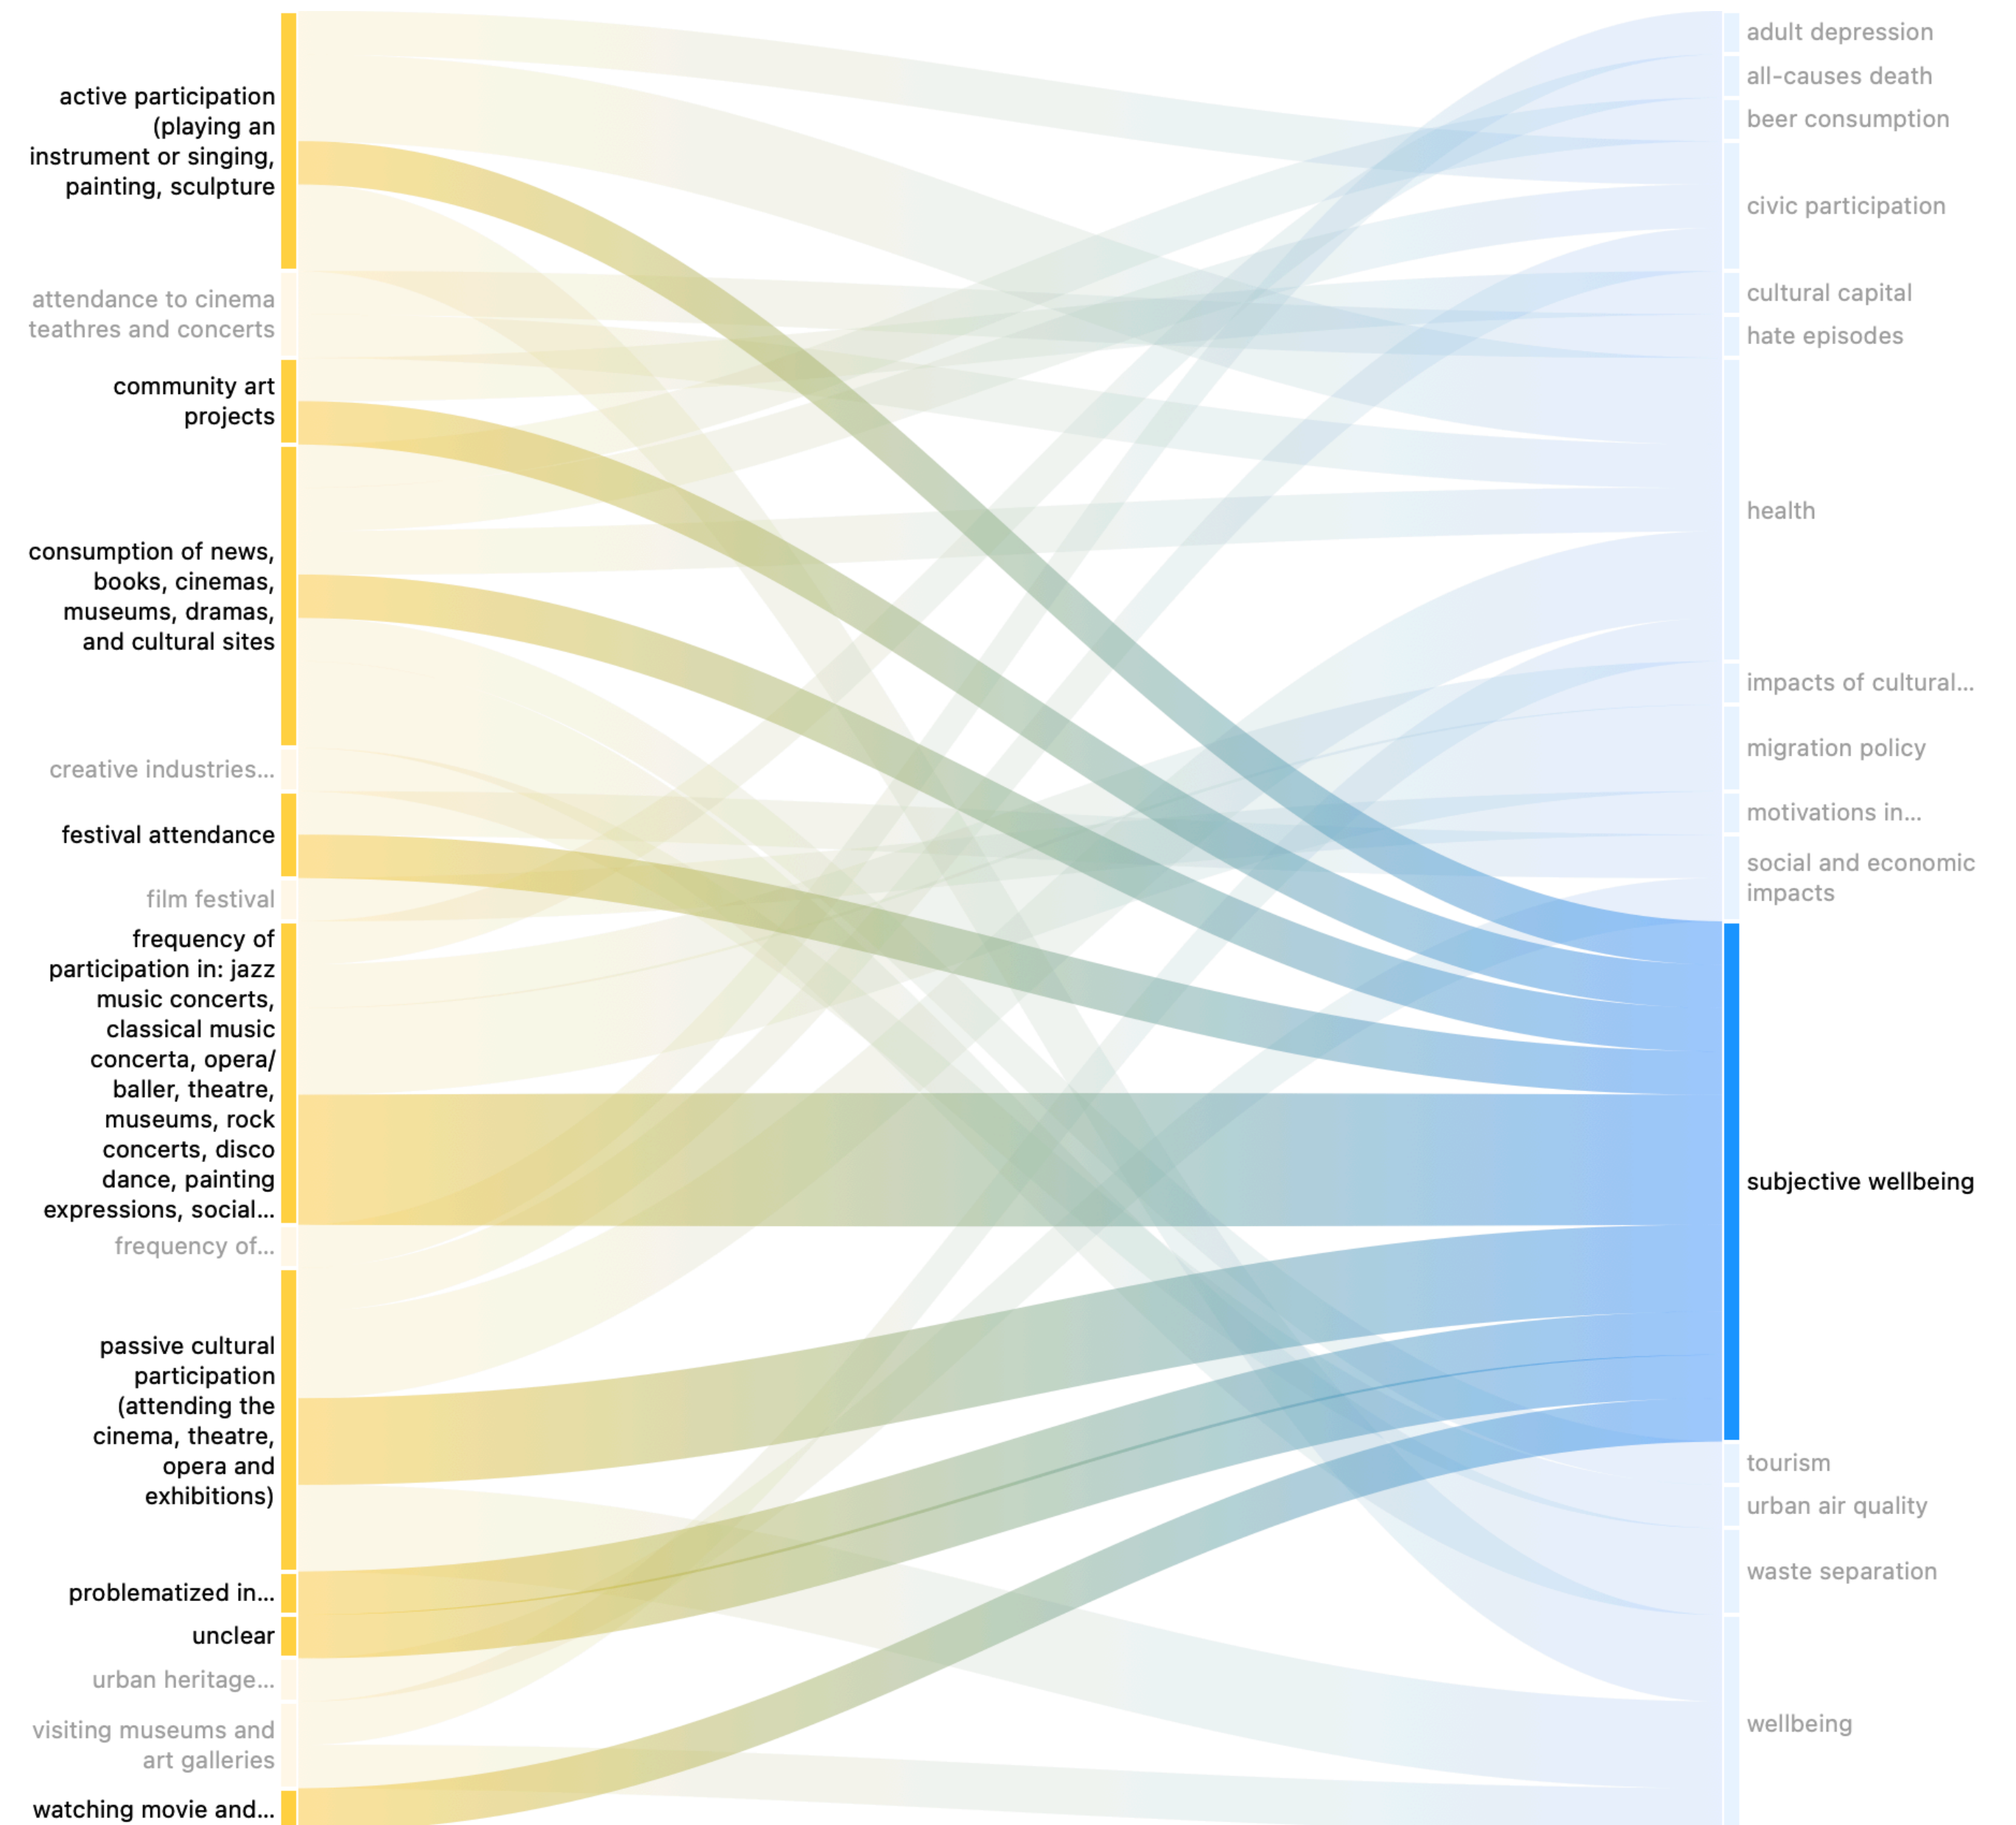 active participation
(playing an
instrument or singing,
painting, sculpture
attendance to cinema
teathres and concerts
community art
projects
consumption of news,
books, cinemas,
museums, dramas,
and cultural sites
creative industries...
festival attendance
film festival
frequency of
participation in: jazz
music concerts,
classical music
concerta, opera/
baller, theatre,
museums, rock
concerts, disco
dance, painting
expressions, social...
frequency of...
passive cultural
participation
(attending the
cinema, theatre,
opera and
exhibitions)
problematized in...
unclear
urban heritage...
visiting museums and
art galleries
watching movie and...
adult depression
all-causes death
beer consumption
civic participation
cultural capital
hate episodes
health
impacts of cultural...
migration policy
motivations in...
social and economic
impacts
subjective wellbeing
tourism
urban air quality
waste separation
wellbeing